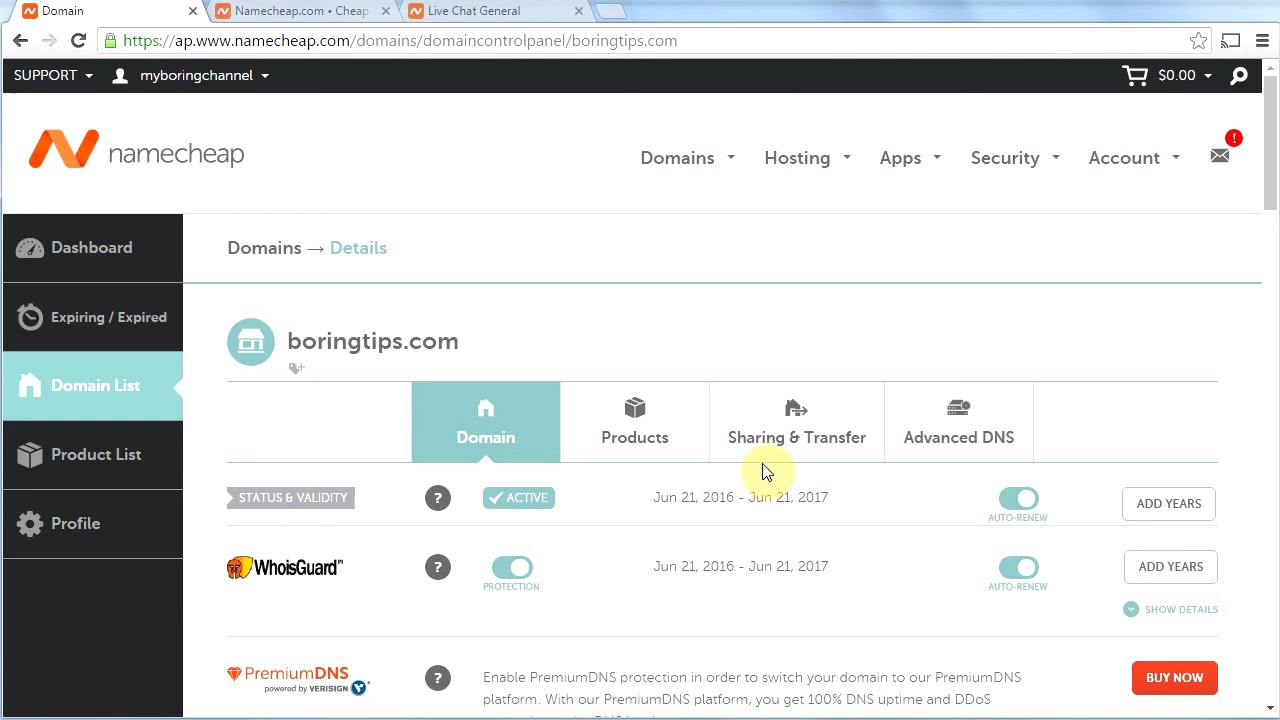 Domain
Namecheap.com • Cheap
Live Chat General
https://ap.www.namecheap.com/domains/domaincontrolpanel/boringtips.com
SUPPORT myboringchannel $0.00
namecheap
Domains Hosting Apps Security Account !
Dashboard
Expiring / Expired
Domain List
Product List
Profile
Domains → Details
boringtips.com
Domain
Products
Sharing & Transfer
Advanced DNS
STATUS & VALIDITY ? ACTIVE Jun 21, 2016 - Jun 21, 2017 AUTO-RENEW ADD YEARS
WhoisGuard™ ? PROTECTION Jun 21, 2016 - Jun 21, 2017 AUTO-RENEW ADD YEARS
SHOW DETAILS
PremiumDNS
powered by VERISIGN
?
Enable PremiumDNS protection in order to switch your domain to our PremiumDNS
platform. With our PremiumDNS platform, you get 100% DNS uptime and DDoS
BUY NOW